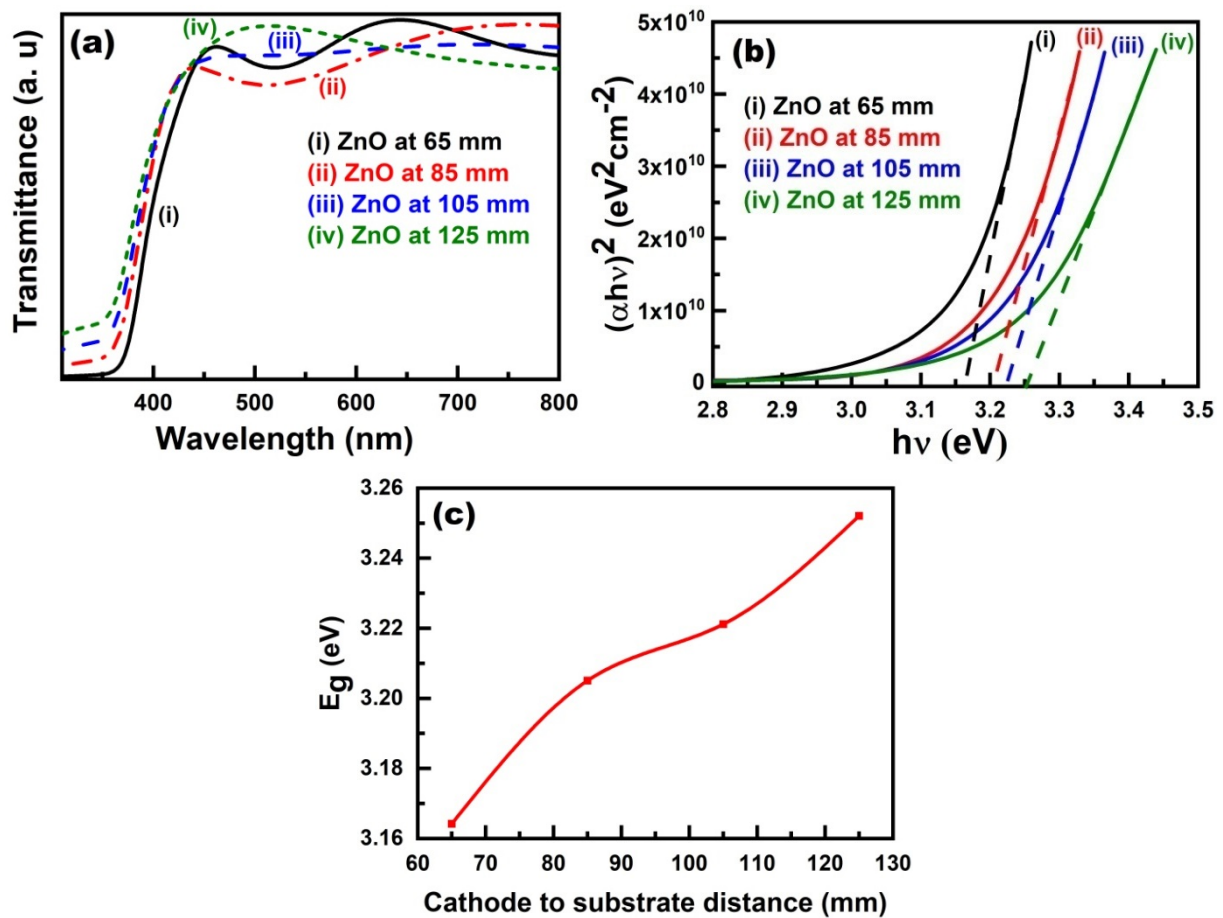 (a)
(iv)
(iii)
(ii)
(i) ZnO at 65 mm
(ii) ZnO at 85 mm
(iii) ZnO at 105 mm
(iv) ZnO at 125 mm
(i)
Transmittance (a. u)
400 500 600 700 800
Wavelength (nm)
(b)
(i) (ii) (iii) (iv)
(i) ZnO at 65 mm
(ii) ZnO at 85 mm
(iii) ZnO at 105 mm
(iv) ZnO at 125 mm
(αhν)² (eV²cm⁻²)
5x10¹⁰
4x10¹⁰
3x10¹⁰
2x10¹⁰
1x10¹⁰
0
2.8 2.9 3.0 3.1 3.2 3.3 3.4 3.5
hν (eV)
(c)
Eg (eV)
3.26
3.24
3.22
3.20
3.18
3.16
60 70 80 90 100 110 120 130
Cathode to substrate distance (mm)